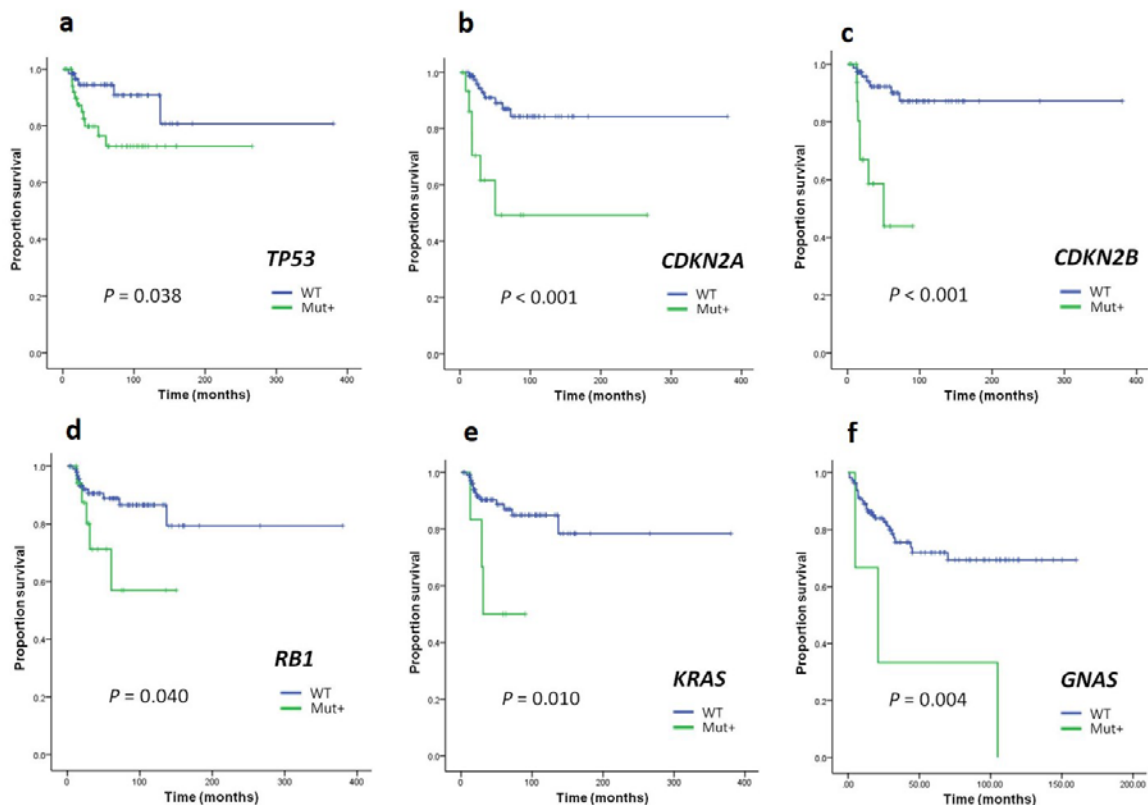 a
1.0
0.8
0.6
0.4
0.2
0.0
Proportion survival
TP53
P = 0.038
WT
Mut+
0 100 200 300 400
Time (months)
b
1.0
0.8
0.6
0.4
0.2
0.0
Proportion survival
CDKN2A
P < 0.001
WT
Mut+
0 100 200 300 400
Time (months)
c
1.0
0.8
0.6
0.4
0.2
0.0
Proportion survival
CDKN2B
P < 0.001
WT
Mut+
0 100 200 300 400
Time (months)
d
1.0
0.8
0.6
0.4
0.2
0.0
Proportion survival
RB1
P = 0.040
WT
Mut+
0 100 200 300 400
Time (months)
e
1.0
0.8
0.6
0.4
0.2
0.0
Proportion survival
KRAS
P = 0.010
WT
Mut+
0 100 200 300 400
Time (months)
f
1.0
0.8
0.6
0.4
0.2
0.0
Proportion survival
GNAS
P = 0.004
WT
Mut+
.00 50.00 100.00 150.00 200.00
Time (months)